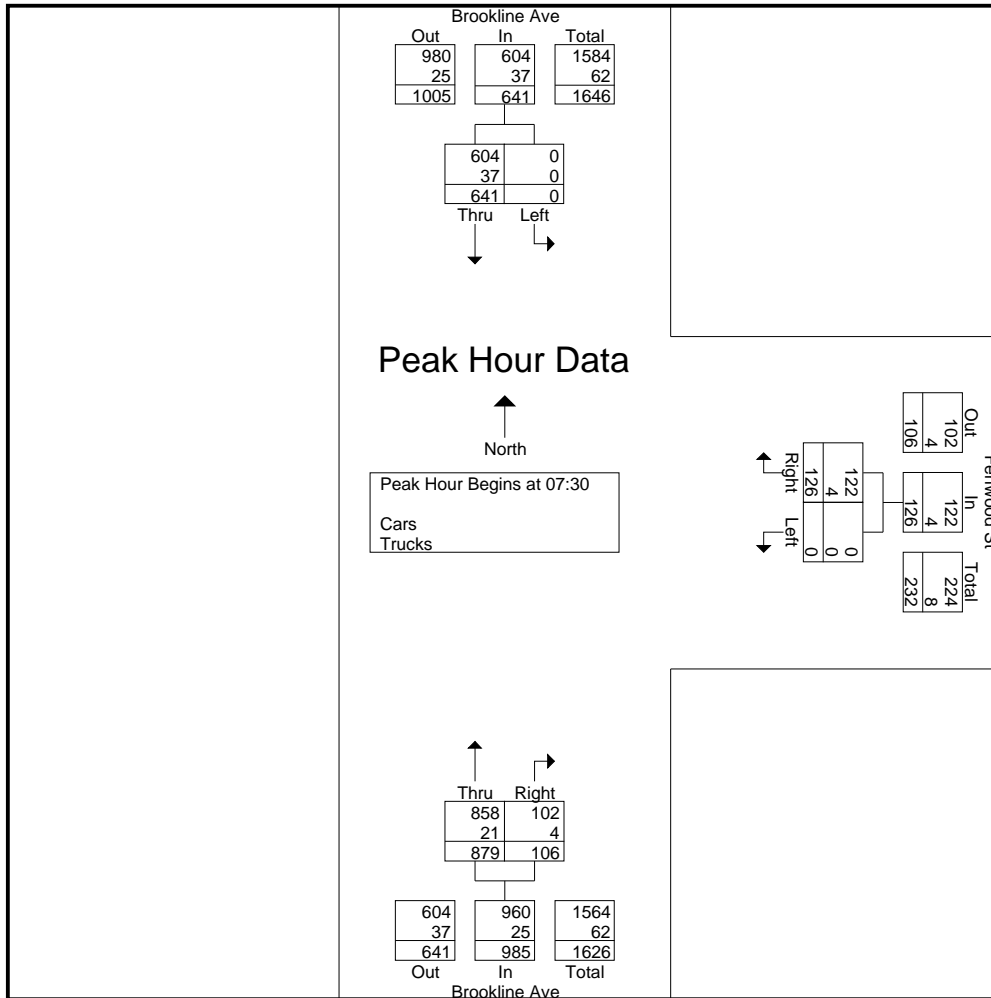 Brookline Ave
Out In Total
980 604 1584
25 37 62
1005 641 1646
604 0
37 0
641 0
Thru Left
Peak Hour Data
North
Peak Hour Begins at 07:30
Cars
Trucks
Right Left
122 0
4 0
126 0
Out In Total
102 122 224
4 4 8
106 126 232
St
Thru Right
858 102
21 4
879 106
604 960 1564
37 25 62
641 985 1626
Out In Total
Brookline Ave